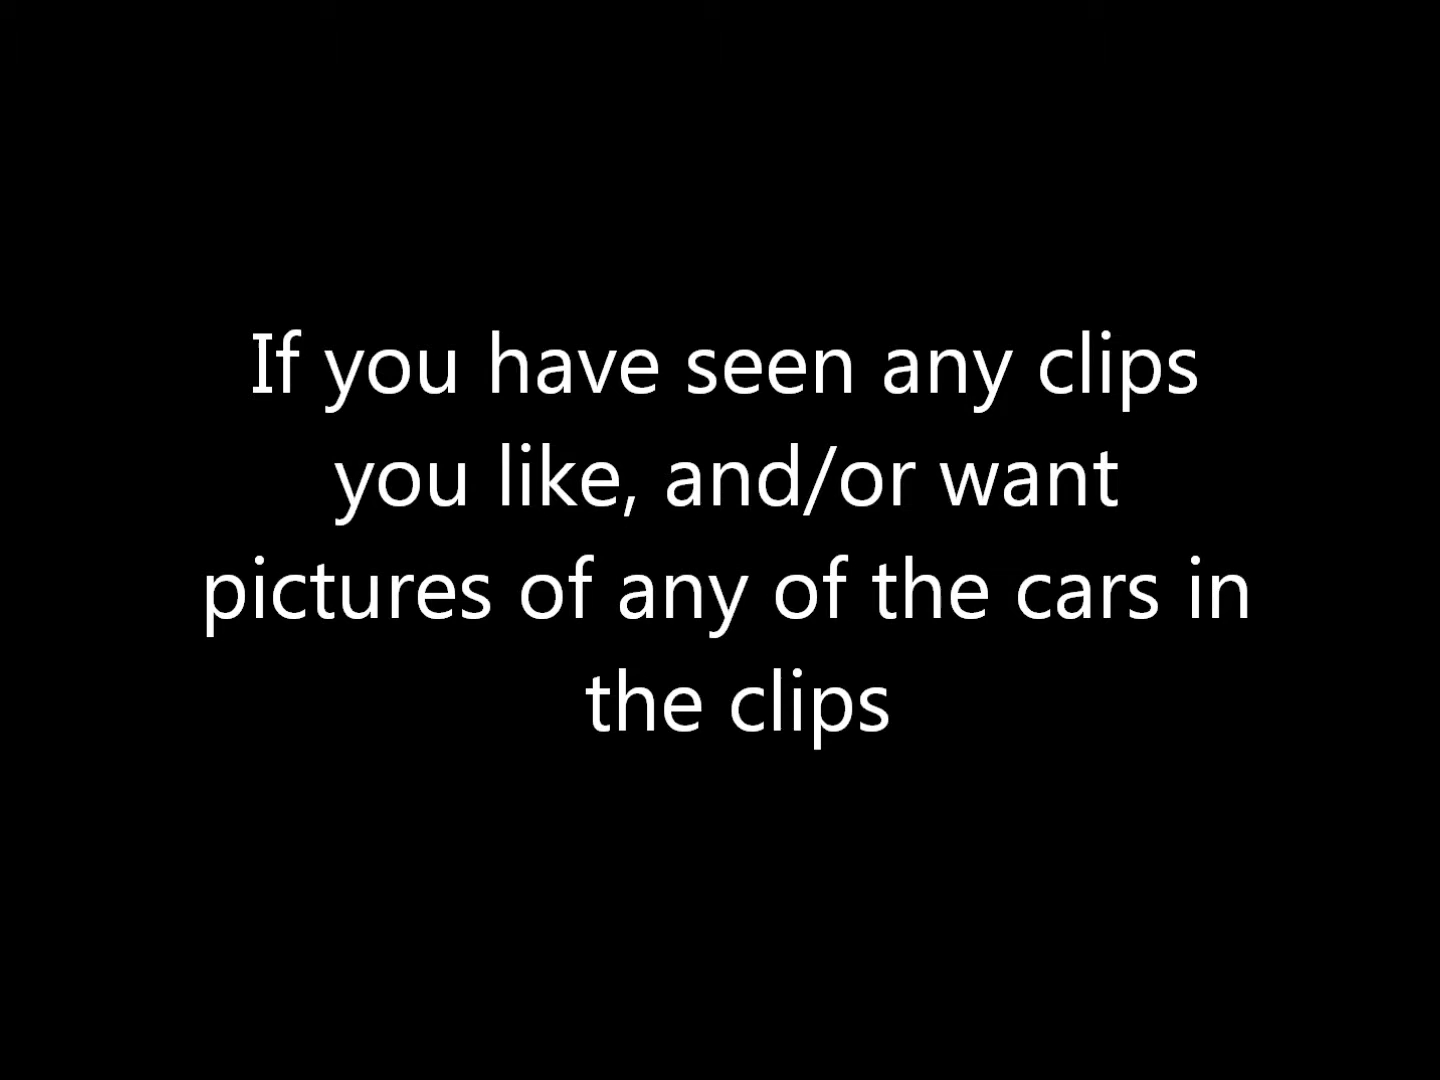 If you have seen any clips
you like, and/or want
pictures of any of the cars in
the clips